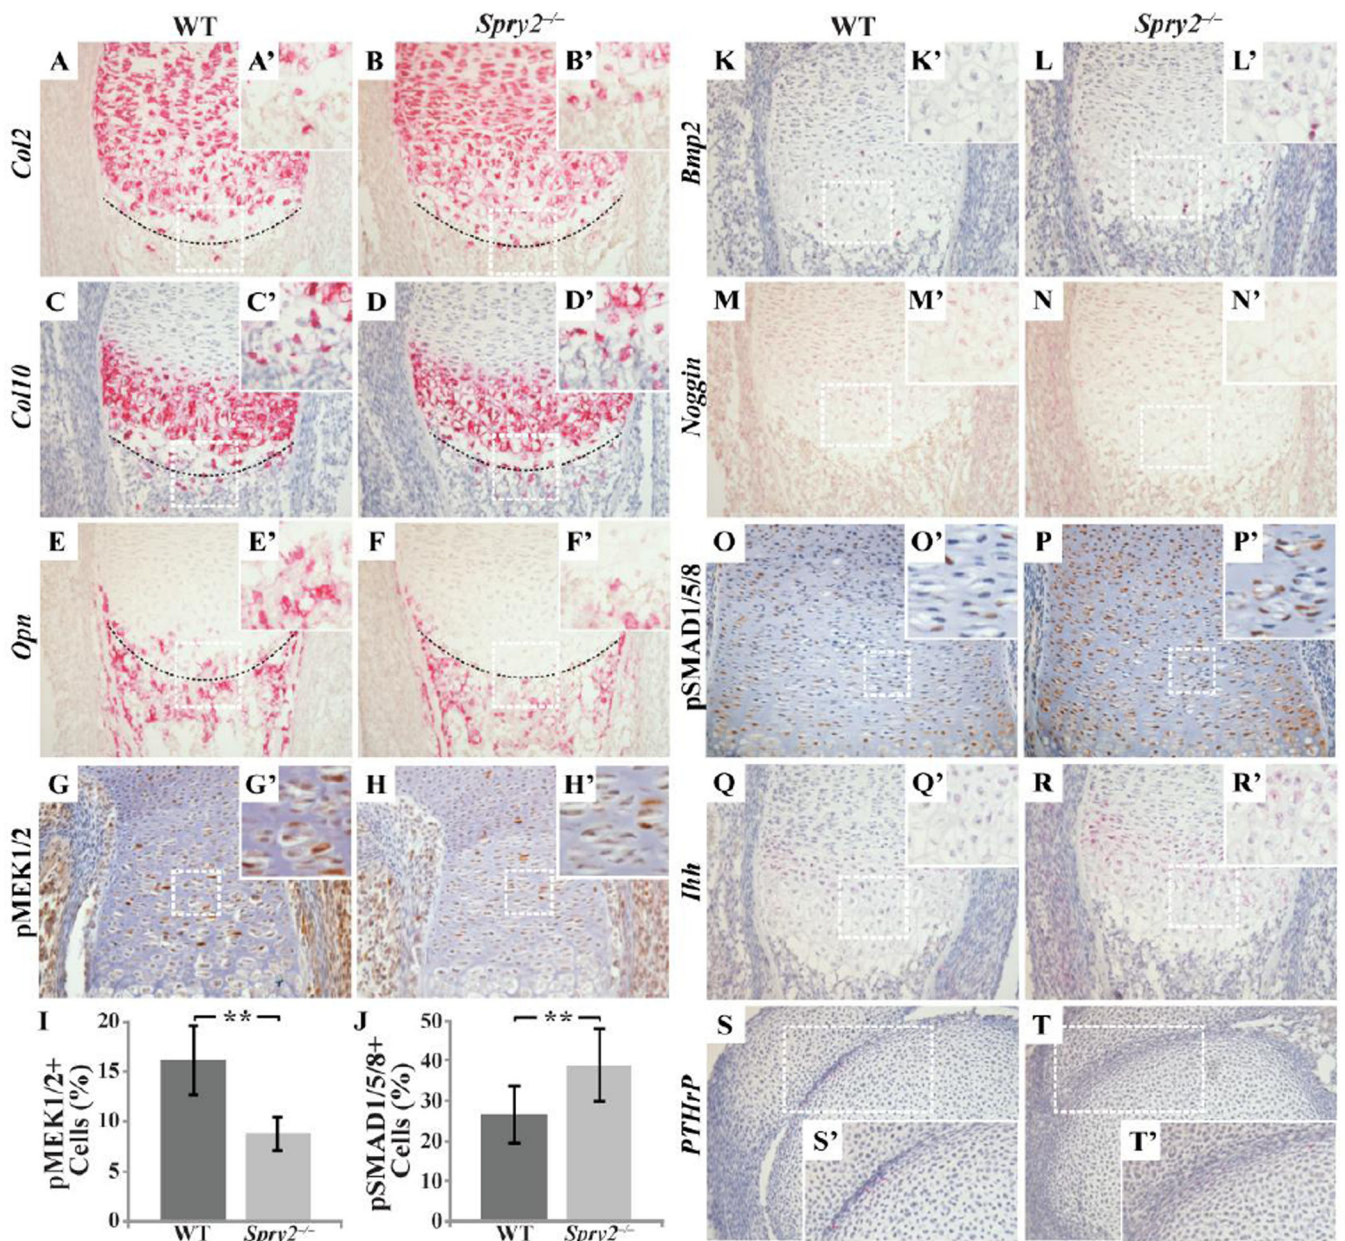 WT
Spry2–/–
WT
Spry2–/–
Col2
A
A’
B
B’
Bmp2
K
K’
L
L’
Col10
C
C’
D
D’
Noggin
M
M’
N
N’
Opn
E
E’
F
F’
pSMAD1/5/8
O
O’
P
P’
pMEK1/2
G
G’
H
H’
Ihh
Q
Q’
R
R’
I
pMEK1/2+
Cells (%)
20
15
10
5
0
**
WT
Spry2–/–
J
pSMAD1/5/8+
Cells (%)
50
40
30
20
10
0
**
WT
Spry2–/–
PTHrP
S
S’
T
T’